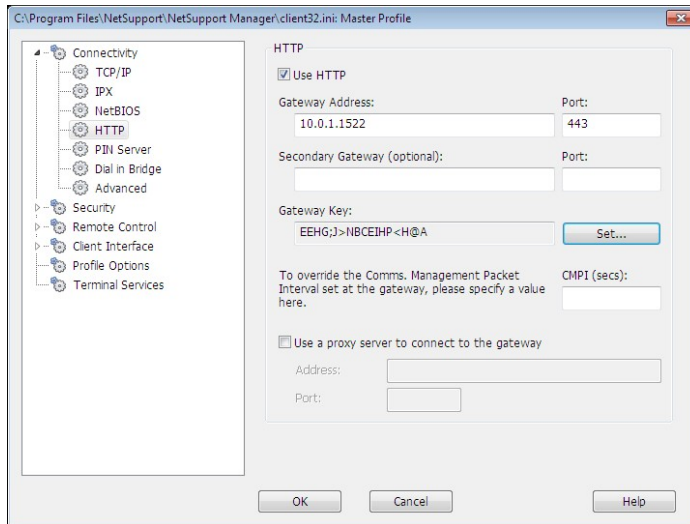 C:\Program Files\NetSupport\NetSupport Manager\client32.ini: Master Profile
Connectivity
TCP/IP
IPX
NetBIOS
HTTP
PIN Server
Dial in Bridge
Advanced
Security
Remote Control
Client Interface
Profile Options
Terminal Services
HTTP
Use HTTP
Gateway Address:
Port:
10.0.1.1522
443
Secondary Gateway (optional):
Port:
Gateway Key:
EEHG;J>NBCEIHP<H@A
Set...
To override the Comms. Management Packet
Interval set at the gateway, please specify a value
here.
CMPI (secs):
Use a proxy server to connect to the gateway
Address:
Port:
OK
Cancel
Help